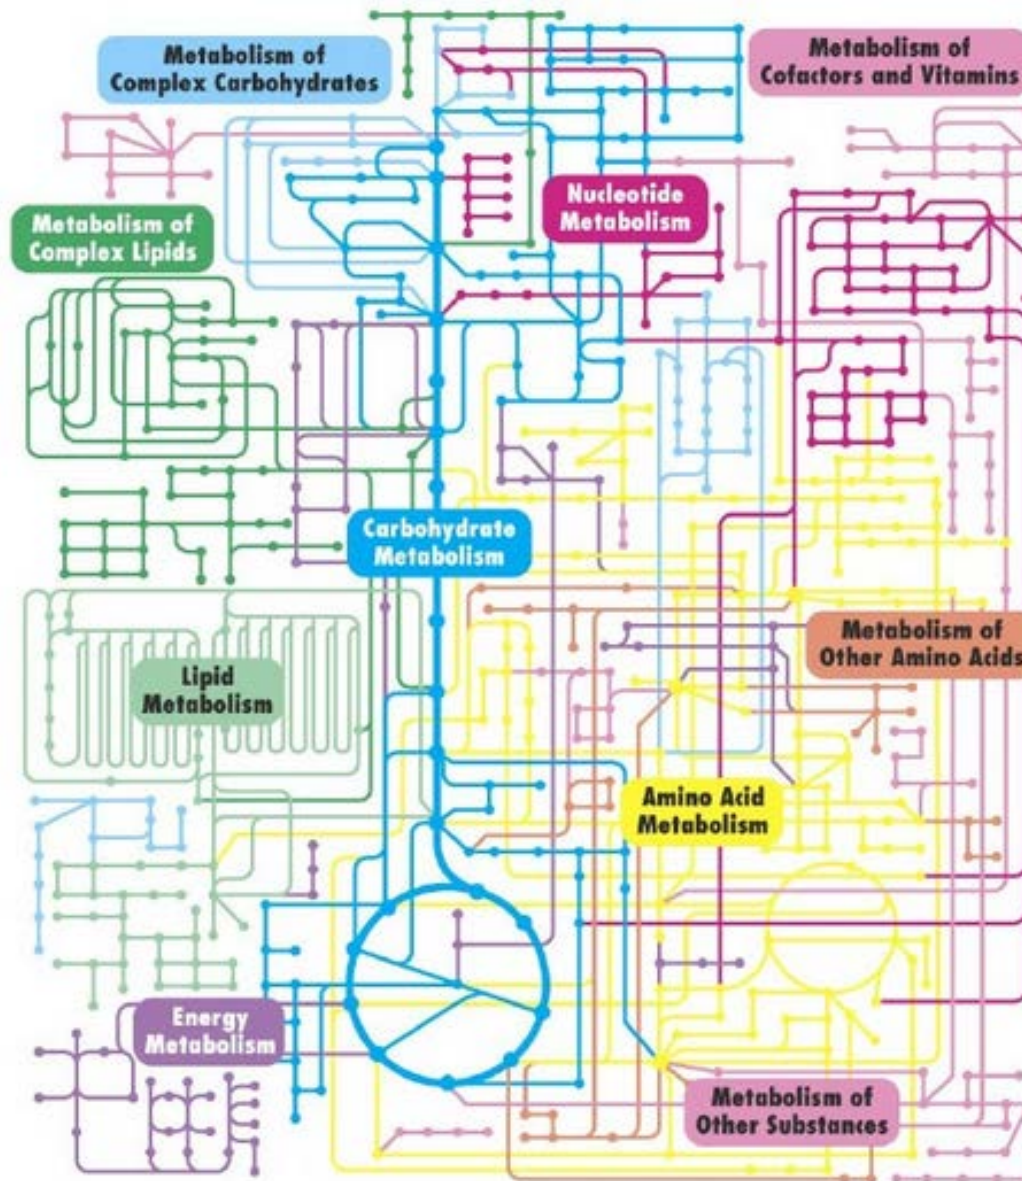 Metabolism of
Complex Carbohydrates
Metabolism of
Cofactors and Vitamins
Nucleotide
Metabolism
Metabolism of
Complex Lipids
Carbohydrate
Metabolism
Metabolism of
Other Amino Acids
Lipid
Metabolism
Amino Acid
Metabolism
Energy
Metabolism
Metabolism of
Other Substances